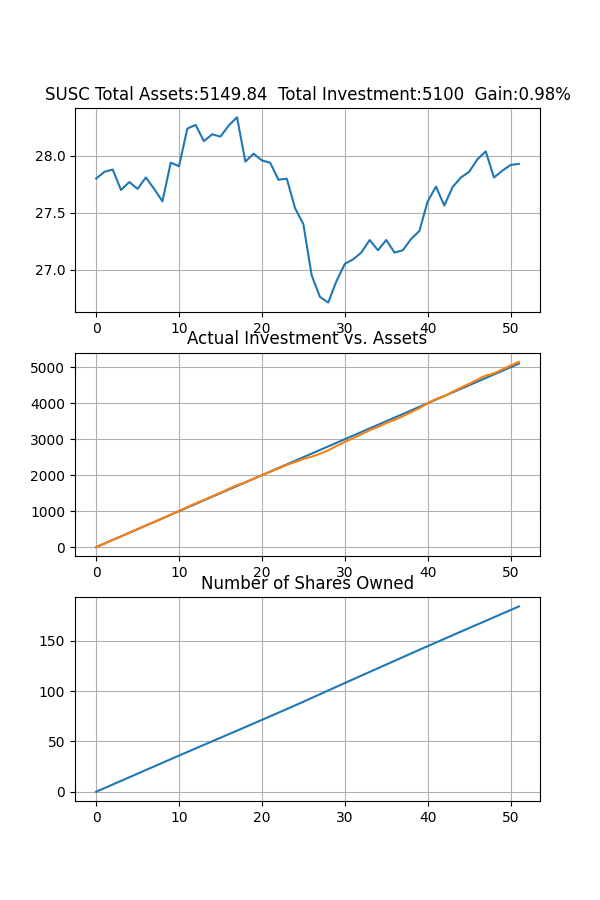 SUSC Total Assets:5149.84  Total Investment:5100  Gain:0.98%
28.0
27.5
27.0
0 10 20 30 40 50
Actual Investment vs. Assets
5000
4000
3000
2000
1000
0
0 10 20 30 40 50
Number of Shares Owned
150
100
50
0
0 10 20 30 40 50